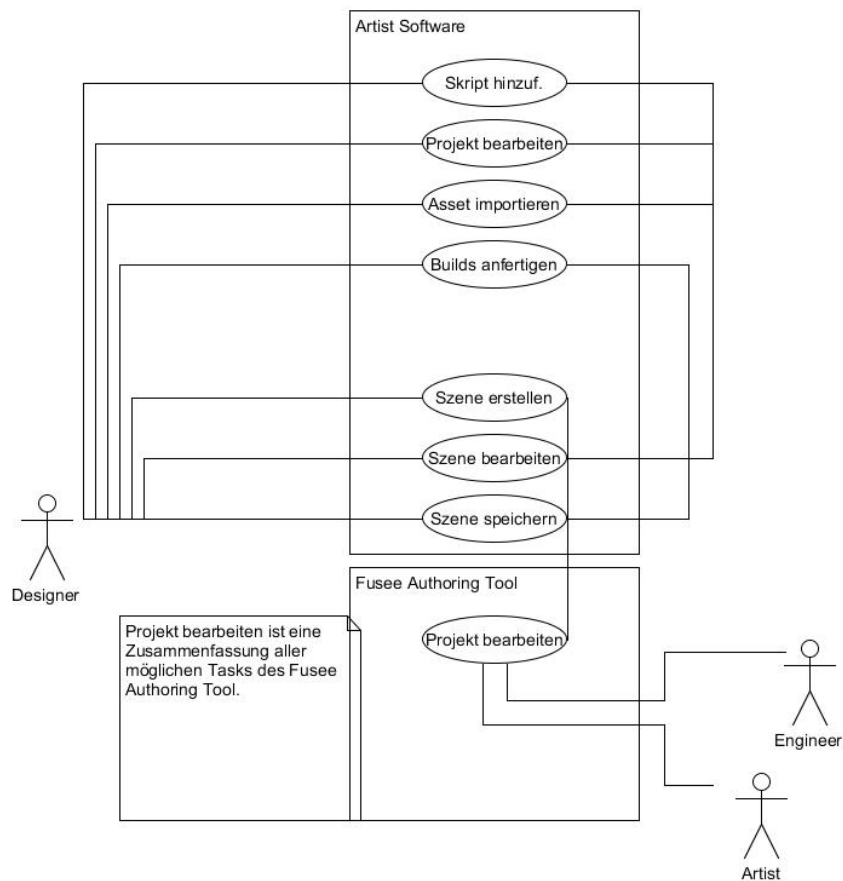 Artist Software
Skript hinzuf.
Projekt bearbeiten
Asset importieren
Builds anfertigen
Szene erstellen
Szene bearbeiten
Szene speichern
Designer
Fusee Authoring Tool
Projekt bearbeiten
Projekt bearbeiten ist eine
Zusammenfassung aller
möglichen Tasks des Fusee
Authoring Tool.
Engineer
Artist